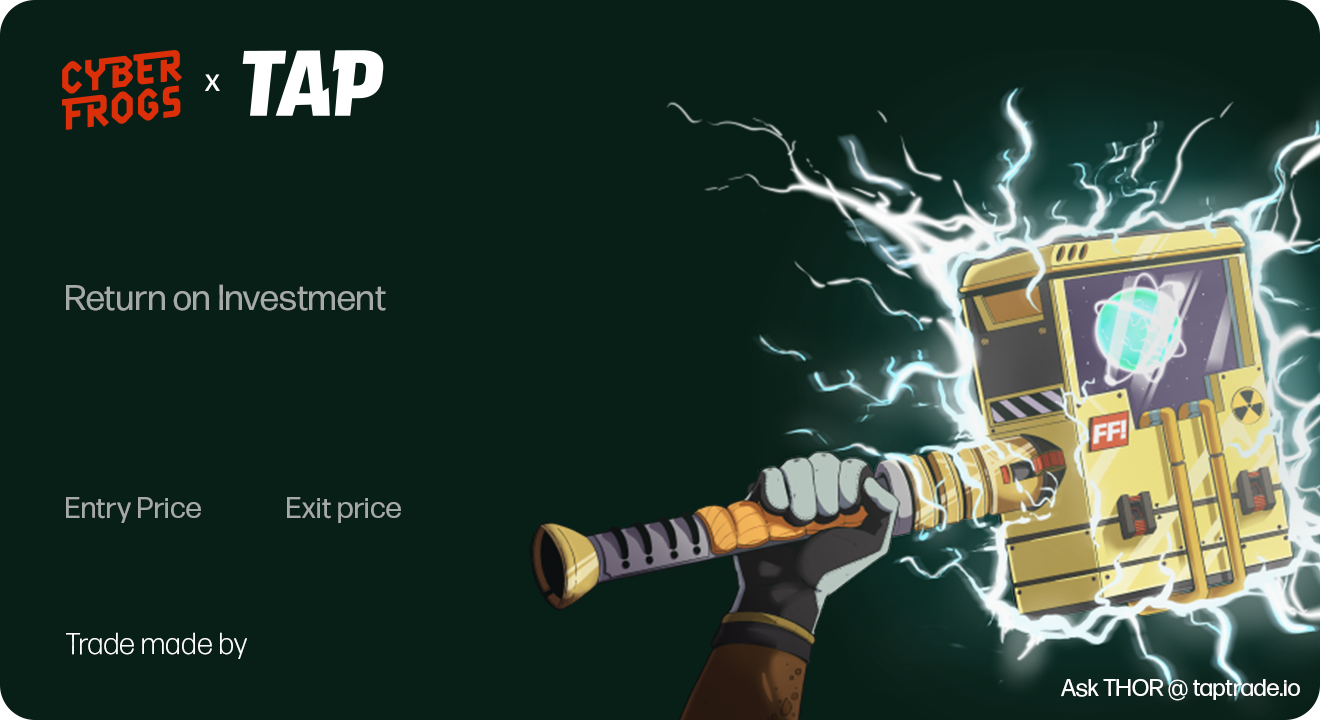 CYBER
FROGS
x
TAP
Return on Investment
FF!
Entry Price
Exit price
Trade made by
Ask THOR @ taptrade.io